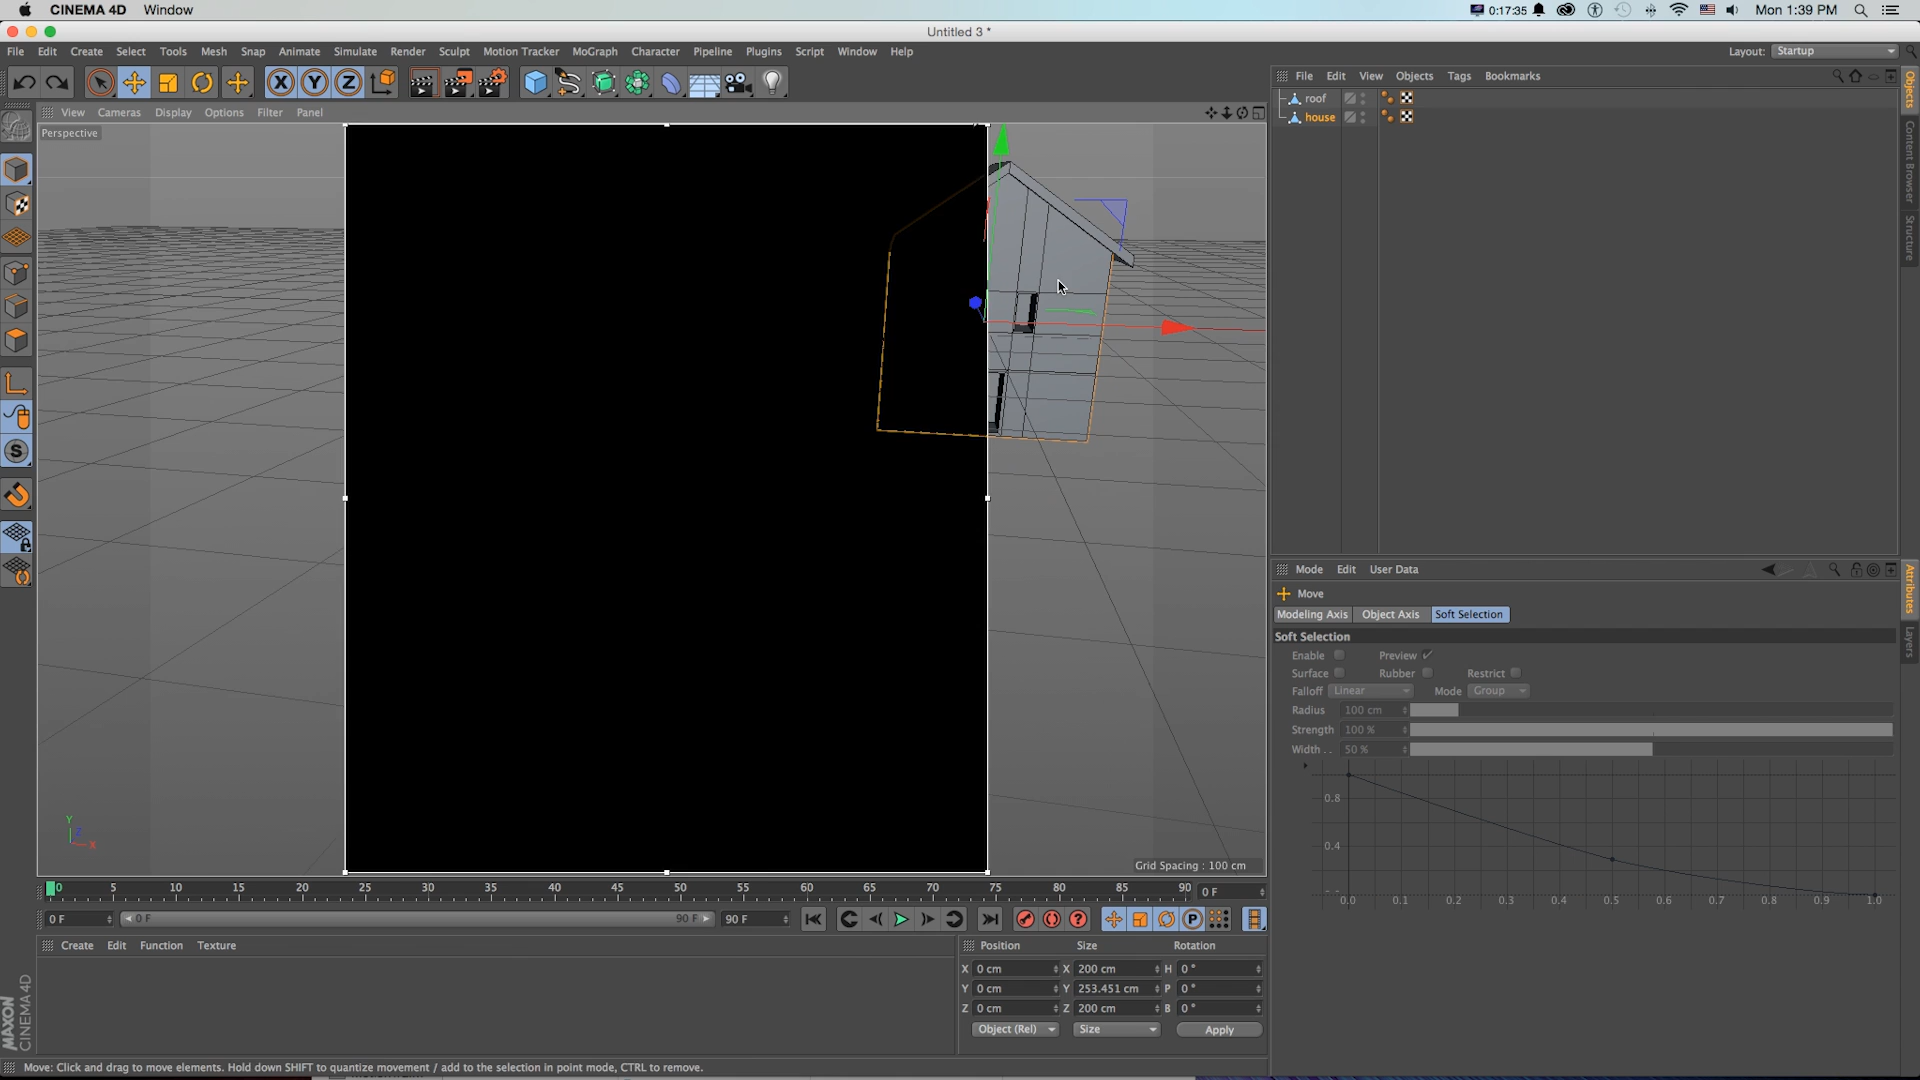 CINEMA 4D Window 0:17:35 Mon 1:39 PM
Untitled 3 *
File Edit Create Select Tools Mesh Snap Animate Simulate Render Sculpt Motion Tracker MoGraph Character Pipeline Plugins Script Window Help Layout: Startup
X Y Z
View Cameras Display Options Filter Panel
Perspective
File Edit View Objects Tags Bookmarks
roof
house
Objects
Content Browser
Structure
S
Mode Edit User Data
Move
Modeling Axis Object Axis Soft Selection
Soft Selection
Enable Preview
Surface Rubber Restrict
Falloff Linear Mode Group
Radius 100 cm
Strength 100 %
Width . . 50 %
0.8
0.4
0.0 0.1 0.2 0.3 0.4 0.5 0.6 0.7 0.8 0.9 1.0
Attributes
Layers
Y
Z
X
Grid Spacing : 100 cm
0 5 10 15 20 25 30 35 40 45 50 55 60 65 70 75 80 85 90 0 F
0 F 0 F 90 F 90 F ? P
Create Edit Function Texture
Position Size Rotation
X 0 cm X 200 cm H 0 °
Y 0 cm Y 253.451 cm P 0 °
Z 0 cm Z 200 cm B 0 °
Object (Rel) Size Apply
MAXON
CINEMA 4D
Move: Click and drag to move elements. Hold down SHIFT to quantize movement / add to the selection in point mode, CTRL to remove.